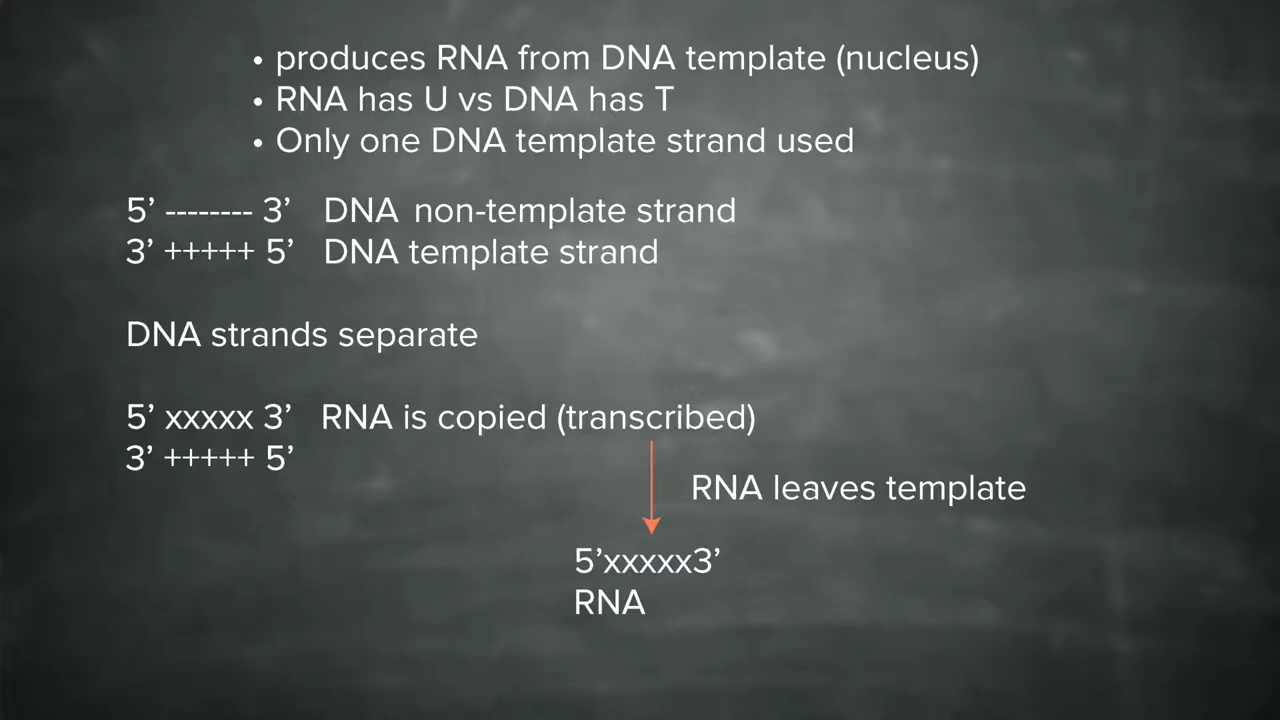 • produces RNA from DNA template (nucleus)
• RNA has U vs DNA has T
• Only one DNA template strand used
5’ -------- 3’ DNA non-template strand
3’ +++++ 5’ DNA template strand
DNA strands separate
5’ xxxxx 3’ RNA is copied (transcribed)
3’ +++++ 5’
RNA leaves template
5’xxxxx3’
RNA